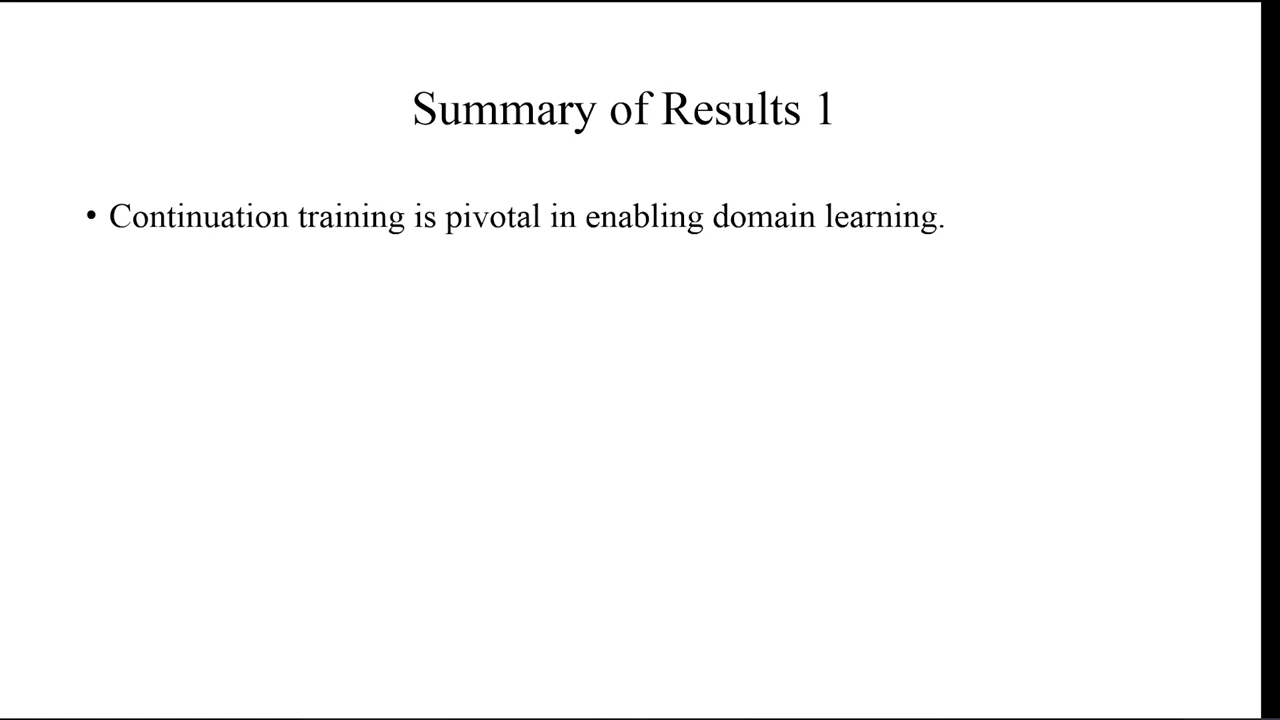 Summary of Results 1
• Continuation training is pivotal in enabling domain learning.